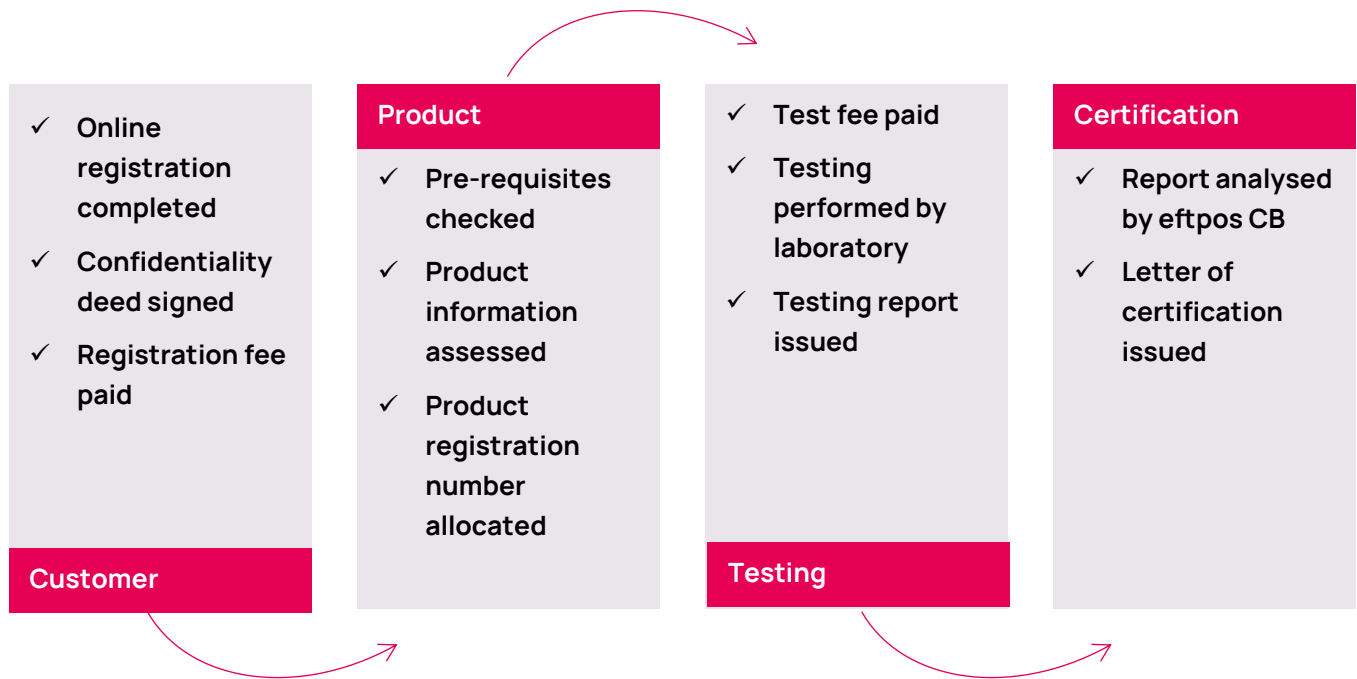 ✓ Online
registration
completed
✓ Confidentiality
deed signed
✓ Registration fee
paid
Customer
Product
✓ Pre-requisites
checked
✓ Product
information
assessed
✓ Product
registration
number
allocated
✓ Test fee paid
✓ Testing
performed by
laboratory
✓ Testing report
issued
Testing
Certification
✓ Report analysed
by eftpos CB
✓ Letter of
certification
issued